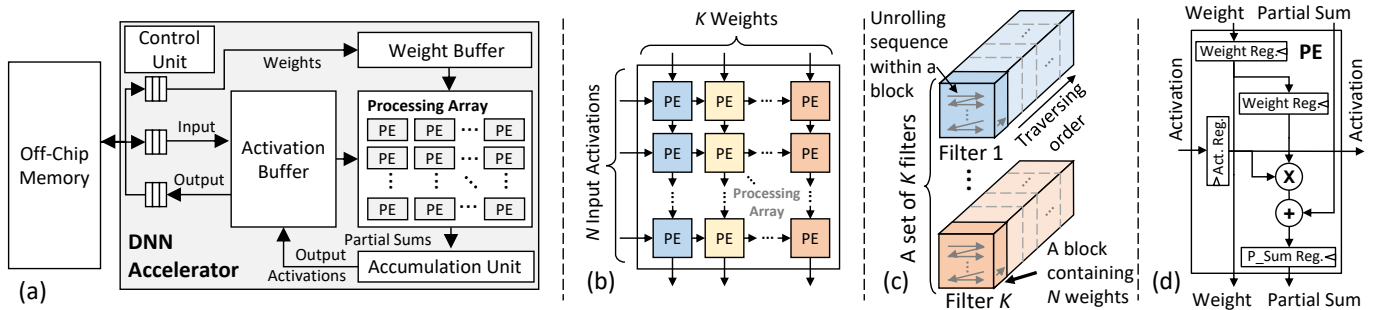 Control
Unit
Weights
Weight Buffer
Off-Chip
Memory
Input
Output
Activation
Buffer
Processing Array
PE
PE
PE
PE
PE
PE
PE
PE
PE
Partial Sums
Output
Activations
Accumulation Unit
DNN
Accelerator
(a)
K Weights
N Input Activations
PE
PE
PE
PE
PE
PE
Processing
Array
PE
PE
PE
(b)
Unrolling
sequence
within a
block
Traversing
order
Filter 1
A set of K filters
Filter K
A block
containing
N weights
(c)
Weight
Partial Sum
PE
Weight Reg.
Weight Reg.
Activation
Act. Reg.
Activation
X
+
P_Sum Reg.
Weight
Partial Sum
(d)